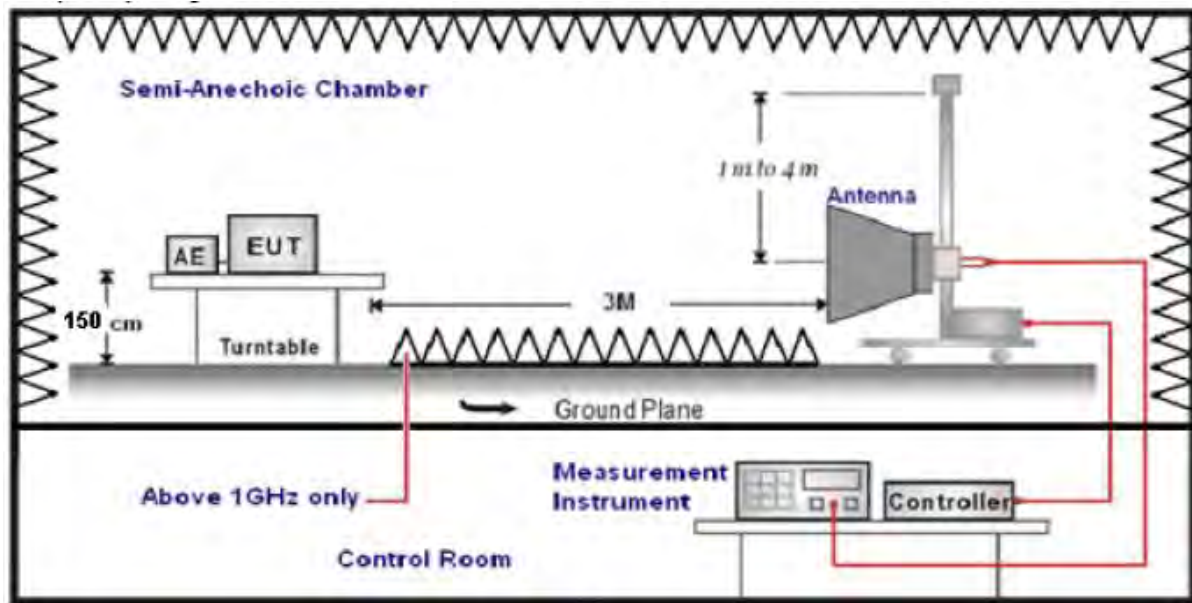 Semi-Anechoic Chamber
1 m to 4 m
Antenna
AE
EUT
3M
150 cm
Turntable
Ground Plane
Above 1GHz only
Measurement
Instrument
Controller
Control Room